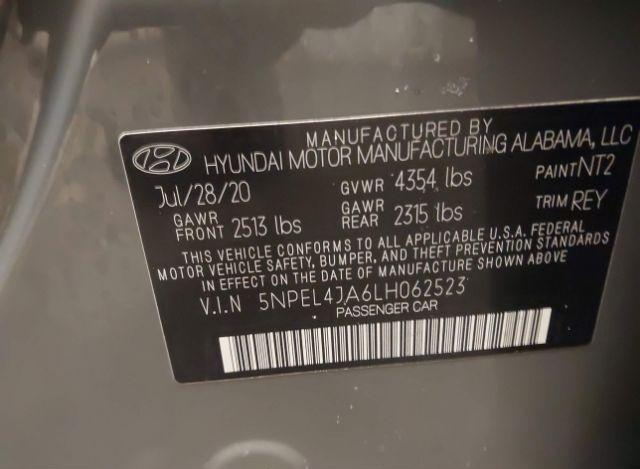 MANUFACTURED BY
HYUNDAI MOTOR MANUFACTURING ALABAMA, LLC
Jul/28/20 GVWR 4354 lbs PAINT NT2
GAWR FRONT 2513 lbs GAWR REAR 2315 lbs TRIM REY
THIS VEHICLE CONFORMS TO ALL APPLICABLE U.S.A. FEDERAL
MOTOR VEHICLE SAFETY, BUMPER, AND THEFT PREVENTION STANDARDS
IN EFFECT ON THE DATE OF MANUFACTURE SHOWN ABOVE
V.I.N 5NPEL4JA6LH062523
PASSENGER CAR